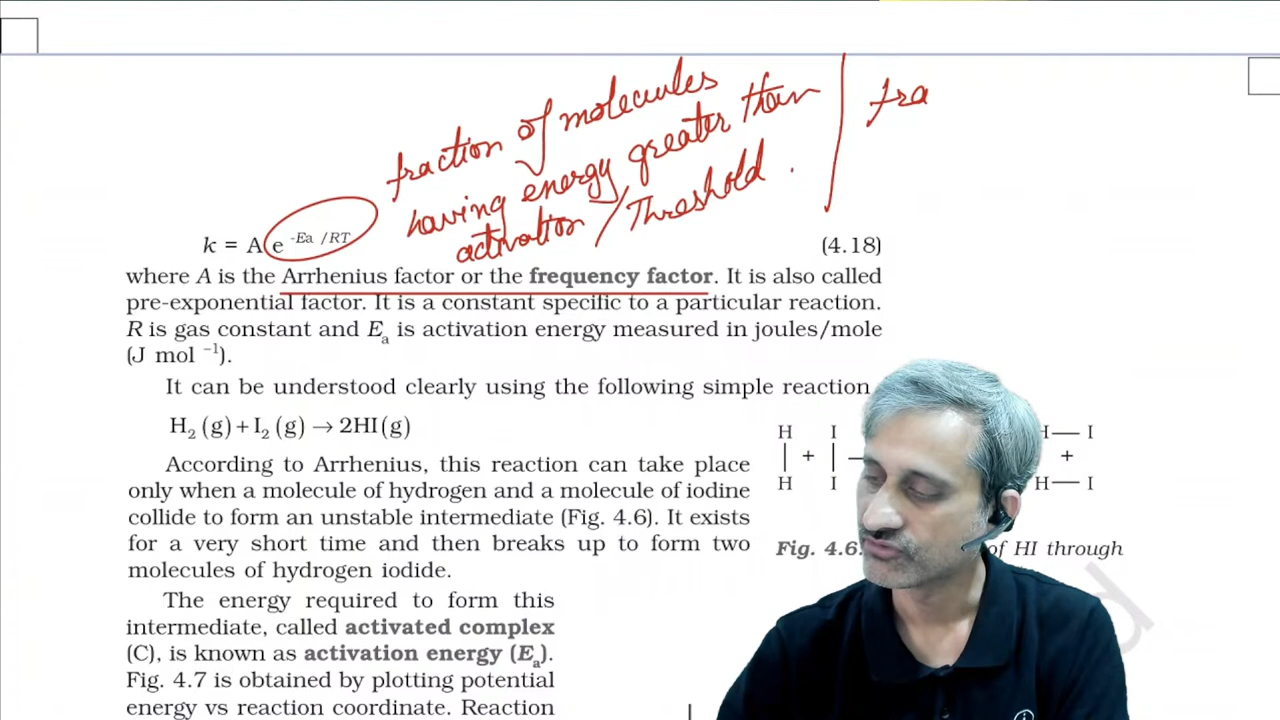 fraction of molecules
having energy greater than
activation / Threshold .
fra
k = A e -Ea /RT (4.18)
where A is the Arrhenius factor or the frequency factor. It is also called
pre-exponential factor. It is a constant specific to a particular reaction.
R is gas constant and Ea is activation energy measured in joules/mole
(J mol –1).
It can be understood clearly using the following simple reaction
H2 (g) + I2 (g) → 2HI (g)
According to Arrhenius, this reaction can take place
only when a molecule of hydrogen and a molecule of iodine
collide to form an unstable intermediate (Fig. 4.6). It exists
for a very short time and then breaks up to form two
molecules of hydrogen iodide.
H I H — I
+ +
H I H — I
Fig. 4.6: of HI through
The energy required to form this
intermediate, called activated complex
(C), is known as activation energy (Ea).
Fig. 4.7 is obtained by plotting potential
energy vs reaction coordinate. Reaction
d